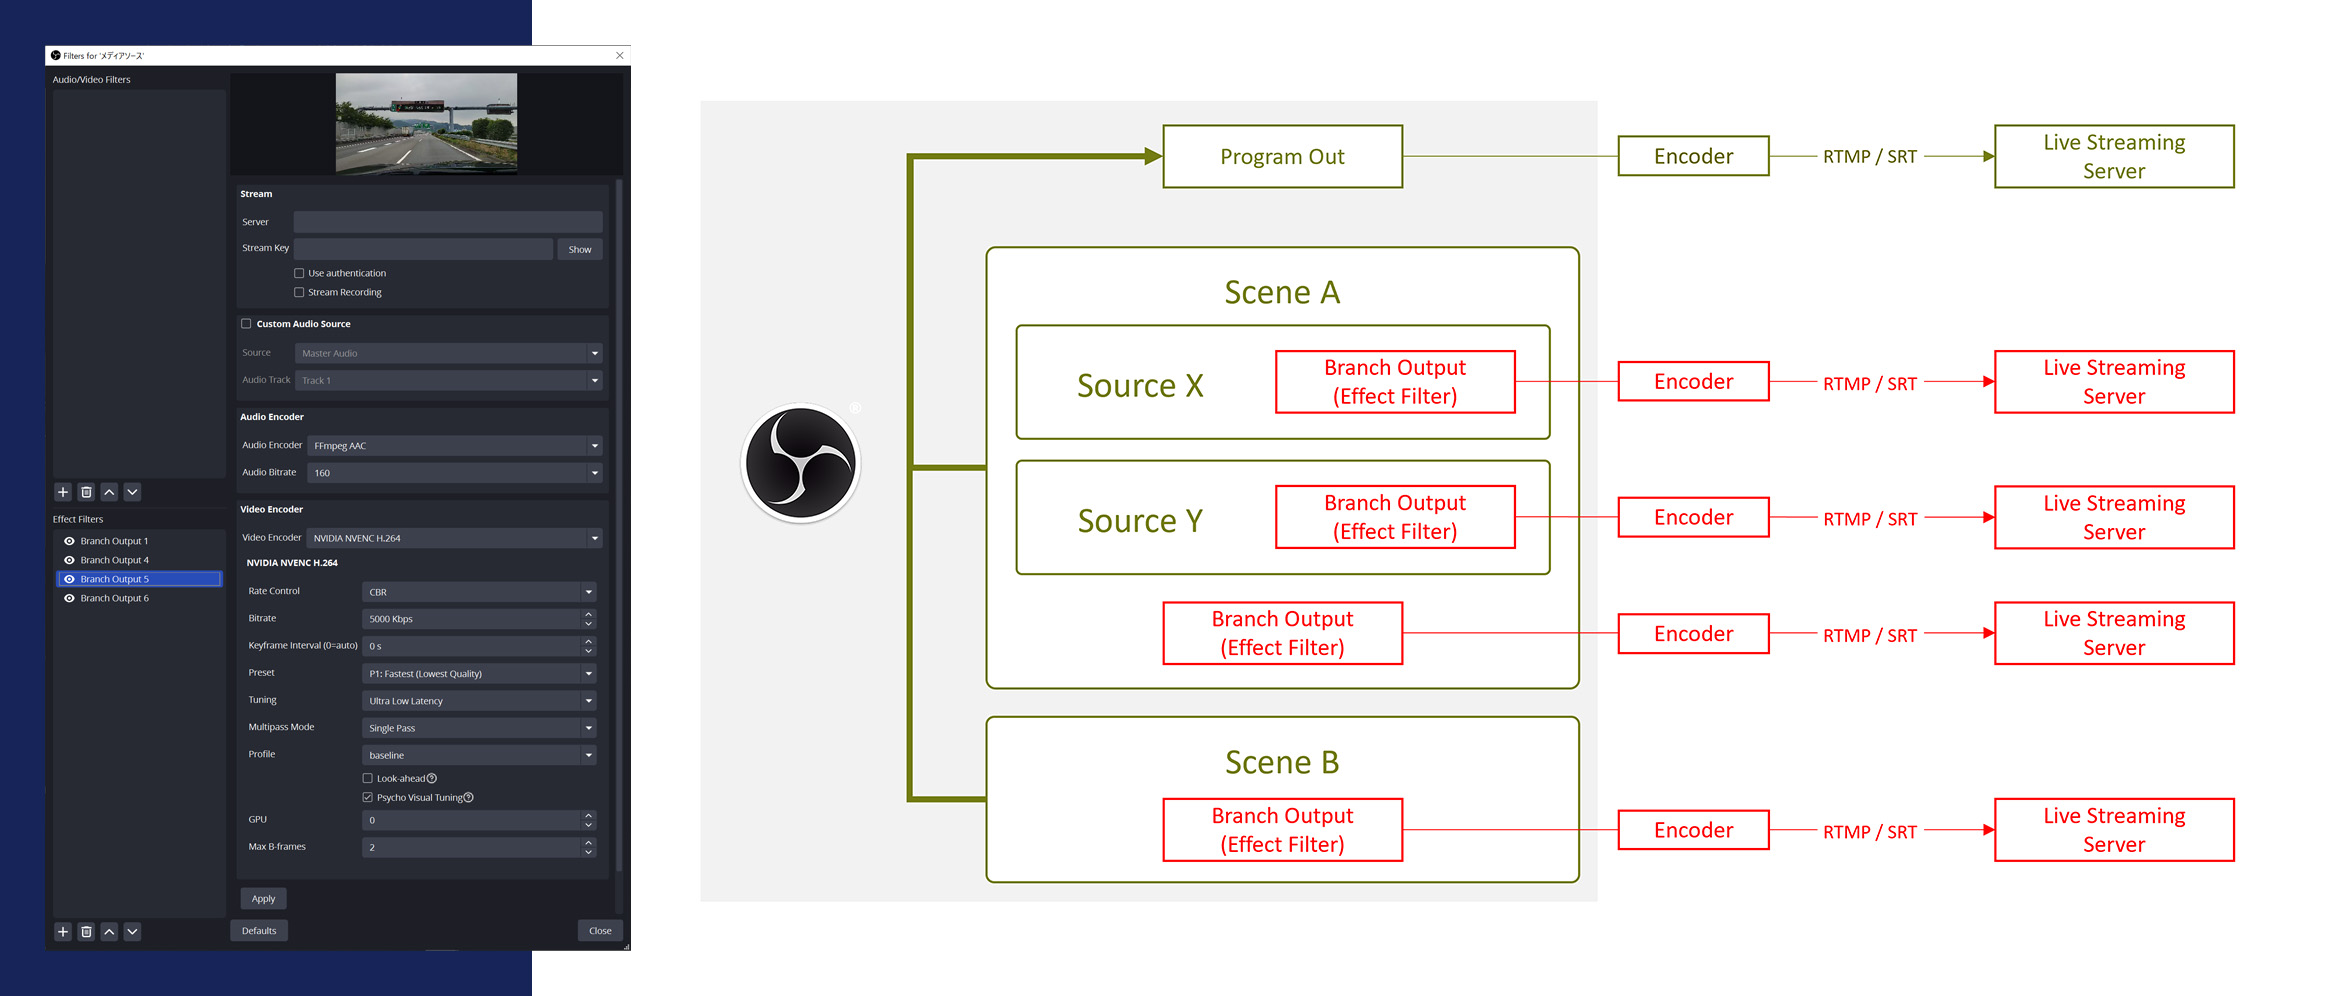 Filters for 'メディアソース'
Audio/Video Filters
Stream
Server
Stream Key
Show
Use authentication
Stream Recording
Custom Audio Source
Source
Master Audio
Audio Track
Track 1
Audio Encoder
Audio Encoder
FFmpeg AAC
Audio Bitrate
160
Effect Filters
Branch Output 1
Branch Output 4
Branch Output 5
Branch Output 6
Video Encoder
Video Encoder
NVIDIA NVENC H.264
NVIDIA NVENC H.264
Rate Control
CBR
Bitrate
5000 Kbps
Keyframe Interval (0=auto)
0 s
Preset
P1: Fastest (Lowest Quality)
Tuning
Ultra Low Latency
Multipass Mode
Single Pass
Profile
baseline
Look-ahead
Psycho Visual Tuning
GPU
0
Max B-frames
2
Apply
Defaults
Close
®
Program Out
Encoder
RTMP / SRT
Live Streaming
Server
Scene A
Source X
Branch Output
(Effect Filter)
Encoder
RTMP / SRT
Live Streaming
Server
Source Y
Branch Output
(Effect Filter)
Encoder
RTMP / SRT
Live Streaming
Server
Branch Output
(Effect Filter)
Encoder
RTMP / SRT
Live Streaming
Server
Scene B
Branch Output
(Effect Filter)
Encoder
RTMP / SRT
Live Streaming
Server